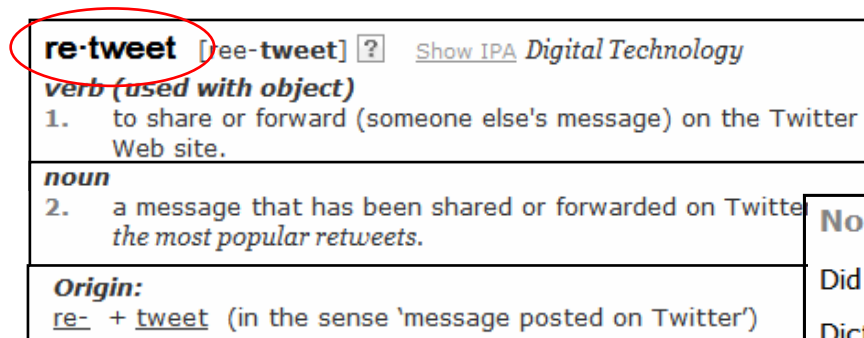 re·tweet [ree-tweet] ? Show IPA Digital Technology
verb (used with object)
1. to share or forward (someone else's message) on the Twitter
Web site.
noun
2. a message that has been shared or forwarded on
the most popular retweets.
Origin:
re- + tweet (in the sense 'message posted on Twitter')
Did